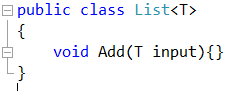 public class List<T>
{
    void Add(T input){}
}